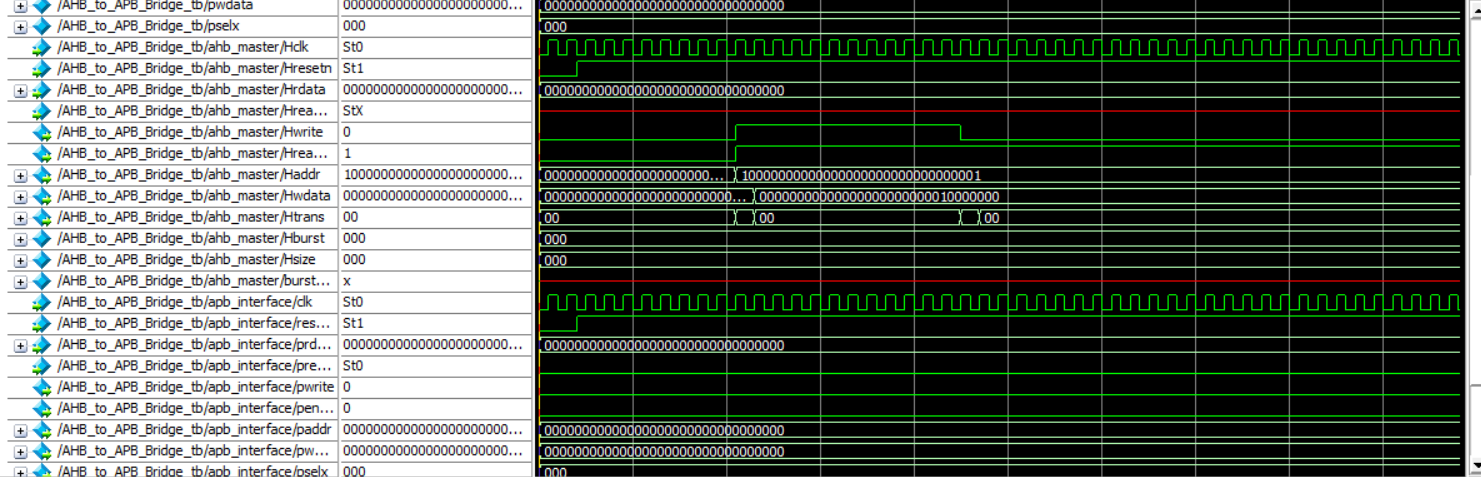 /AHB_to_APB_Bridge_tb/pwdata 0000000000000000000000... 00000000000000000000000000000000
/AHB_to_APB_Bridge_tb/pselx 000 000
/AHB_to_APB_Bridge_tb/ahb_master/Hclk St0
/AHB_to_APB_Bridge_tb/ahb_master/Hresetn St1
/AHB_to_APB_Bridge_tb/ahb_master/Hrdata 0000000000000000000000... 00000000000000000000000000000000
/AHB_to_APB_Bridge_tb/ahb_master/Hrea... StX
/AHB_to_APB_Bridge_tb/ahb_master/Hwrite 0
/AHB_to_APB_Bridge_tb/ahb_master/Hrea... 1
/AHB_to_APB_Bridge_tb/ahb_master/Haddr 1000000000000000000000... 0000000000000000000000... 10000000000000000000000000000001
/AHB_to_APB_Bridge_tb/ahb_master/Hwdata 0000000000000000000000... 0000000000000000000000000... 00000000000000000000000010000000
/AHB_to_APB_Bridge_tb/ahb_master/Htrans 00 00 00 00
/AHB_to_APB_Bridge_tb/ahb_master/Hburst 000 000
/AHB_to_APB_Bridge_tb/ahb_master/Hsize 000 000
/AHB_to_APB_Bridge_tb/ahb_master/burst... x
/AHB_to_APB_Bridge_tb/apb_interface/clk St0
/AHB_to_APB_Bridge_tb/apb_interface/res... St1
/AHB_to_APB_Bridge_tb/apb_interface/prd... 0000000000000000000000... 00000000000000000000000000000000
/AHB_to_APB_Bridge_tb/apb_interface/pre... St0
/AHB_to_APB_Bridge_tb/apb_interface/pwrite 0
/AHB_to_APB_Bridge_tb/apb_interface/pen... 0
/AHB_to_APB_Bridge_tb/apb_interface/paddr 0000000000000000000000... 00000000000000000000000000000000
/AHB_to_APB_Bridge_tb/apb_interface/pw... 0000000000000000000000... 00000000000000000000000000000000
/AHB_to_APB_Bridge_tb/apb_interface/pselx 000 000